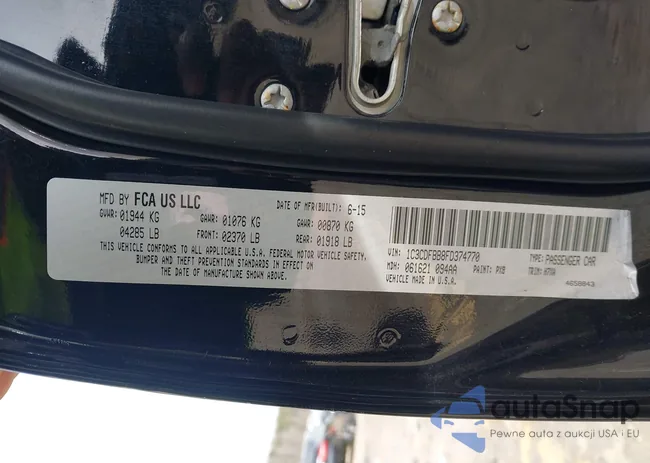 MFD BY FCA US LLC
DATE OF MFR(BUILT): 6-15
GVWR: 01944 KG GAWR: 01076 KG GAWR: 00870 KG
04285 LB FRONT: 02370 LB REAR: 01918 LB
THIS VEHICLE CONFORMS TO ALL APPLICABLE U.S.A. FEDERAL MOTOR VEHICLE SAFETY,
BUMPER AND THEFT PREVENTION STANDARDS IN EFFECT ON
THE DATE OF MANUFACTURE SHOWN ABOVE.
VIN: 1C3CDFBB8FD374770 TYPE: PASSENGER CAR
MDH: 061621 094AA PAINT: PX8
VEHICLE MADE IN U.S.A.
autoSnap
Pewne auta z aukcji USA i EU